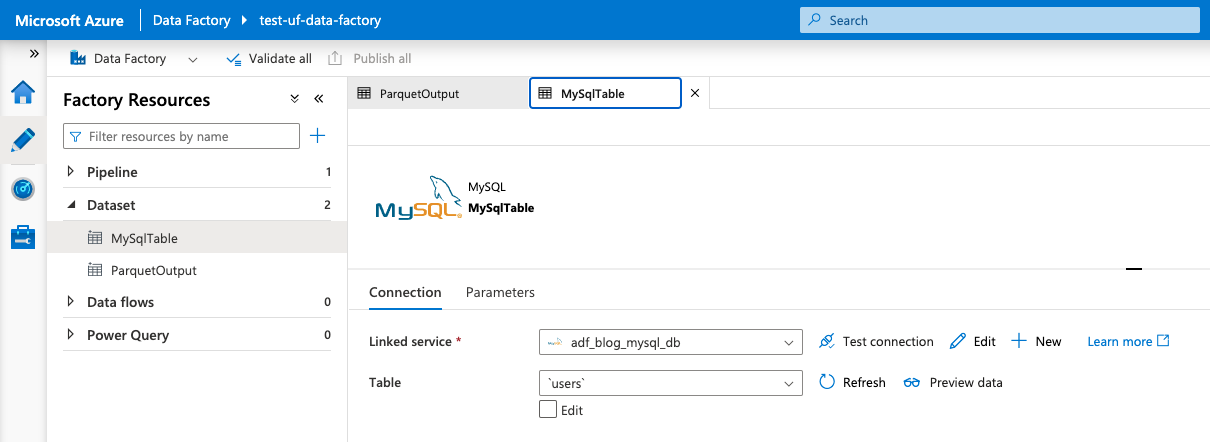 Microsoft Azure Data Factory test-uf-data-factory Search
Data Factory Validate all Publish all
Factory Resources
Filter resources by name
Pipeline 1
Dataset 2
MySqlTable
ParquetOutput
Data flows 0
Power Query 0
ParquetOutput MySqlTable
MySQL®
MySQL
MySqlTable
Connection Parameters
Linked service * adf_blog_mysql_db Test connection Edit New Learn more
Table `users` Refresh Preview data
Edit